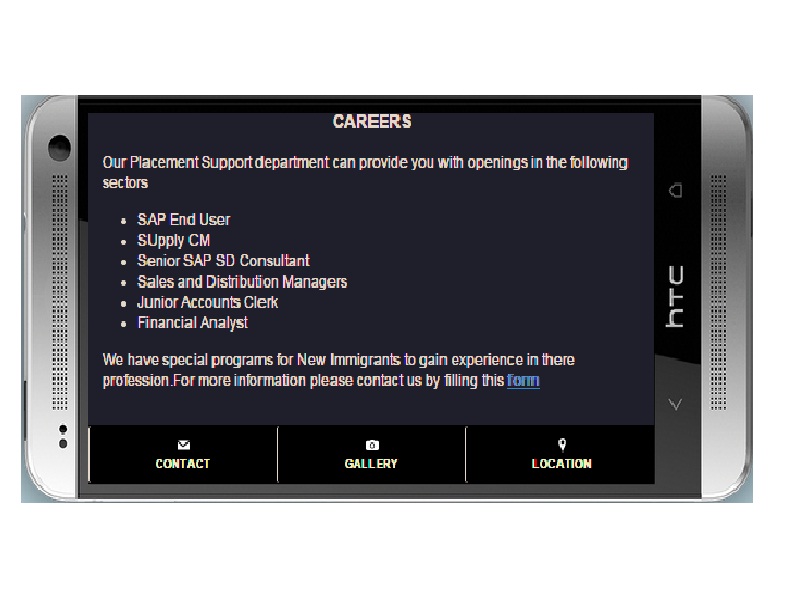 CAREERS
Our Placement Support department can provide you with openings in the following
sectors
SAP End User
SUpply CM
Senior SAP SD Consultant
Sales and Distribution Managers
Junior Accounts Clerk
Financial Analyst
We have special programs for New Immigrants to gain experience in there
profession.For more information please contact us by filling this form
CONTACT
GALLERY
LOCATION
hTC